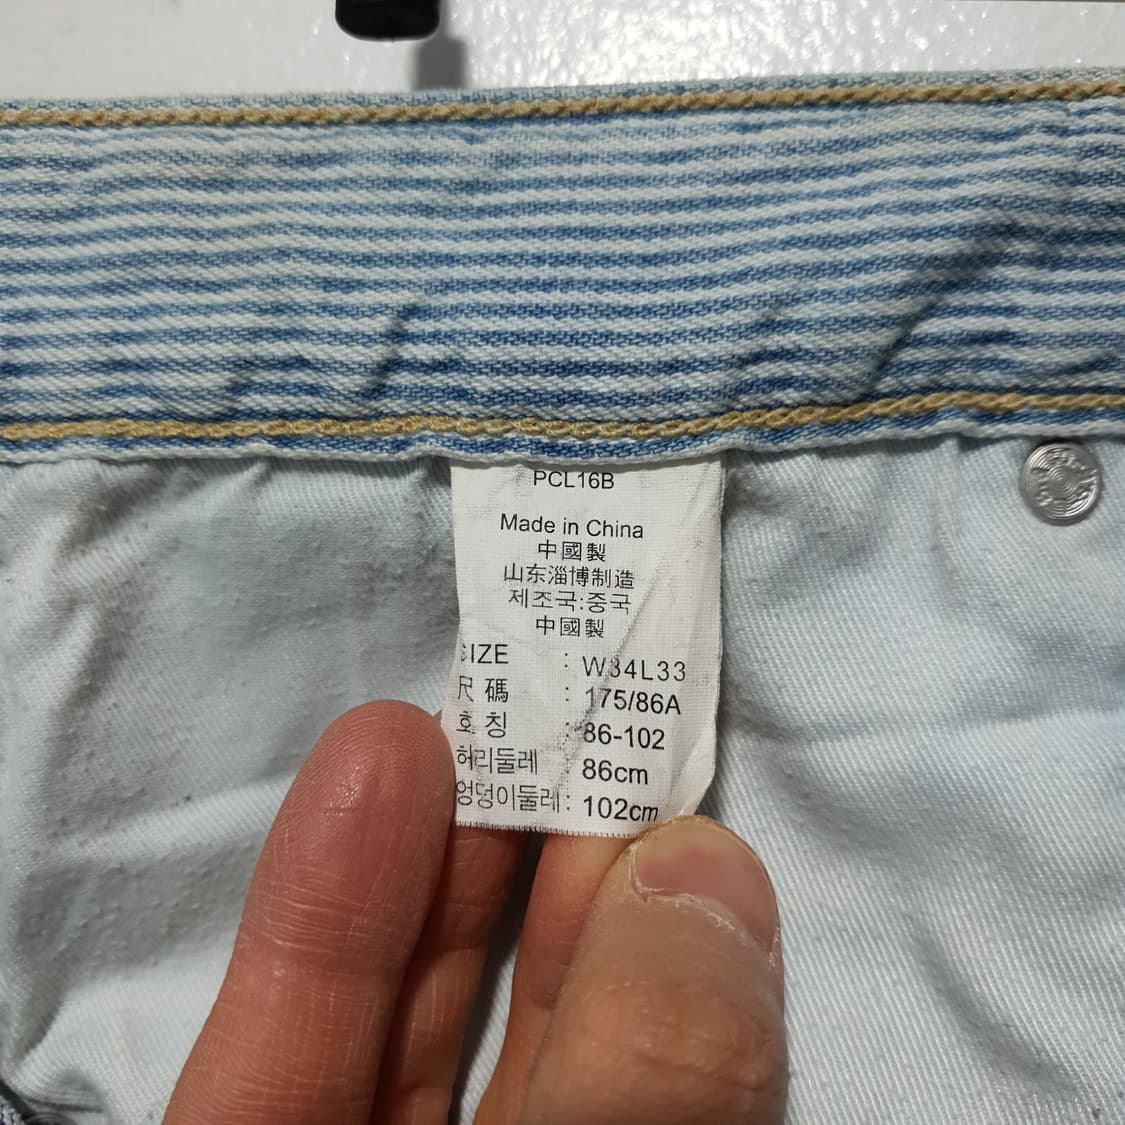 PCL16B
Made in China
中國製
山东淄博制造
제조국:중국
中國製
SIZE : W34L33
尺碼 : 175/86A
호칭 : 86-102
허리둘레 : 86cm
엉덩이둘레 : 102cm